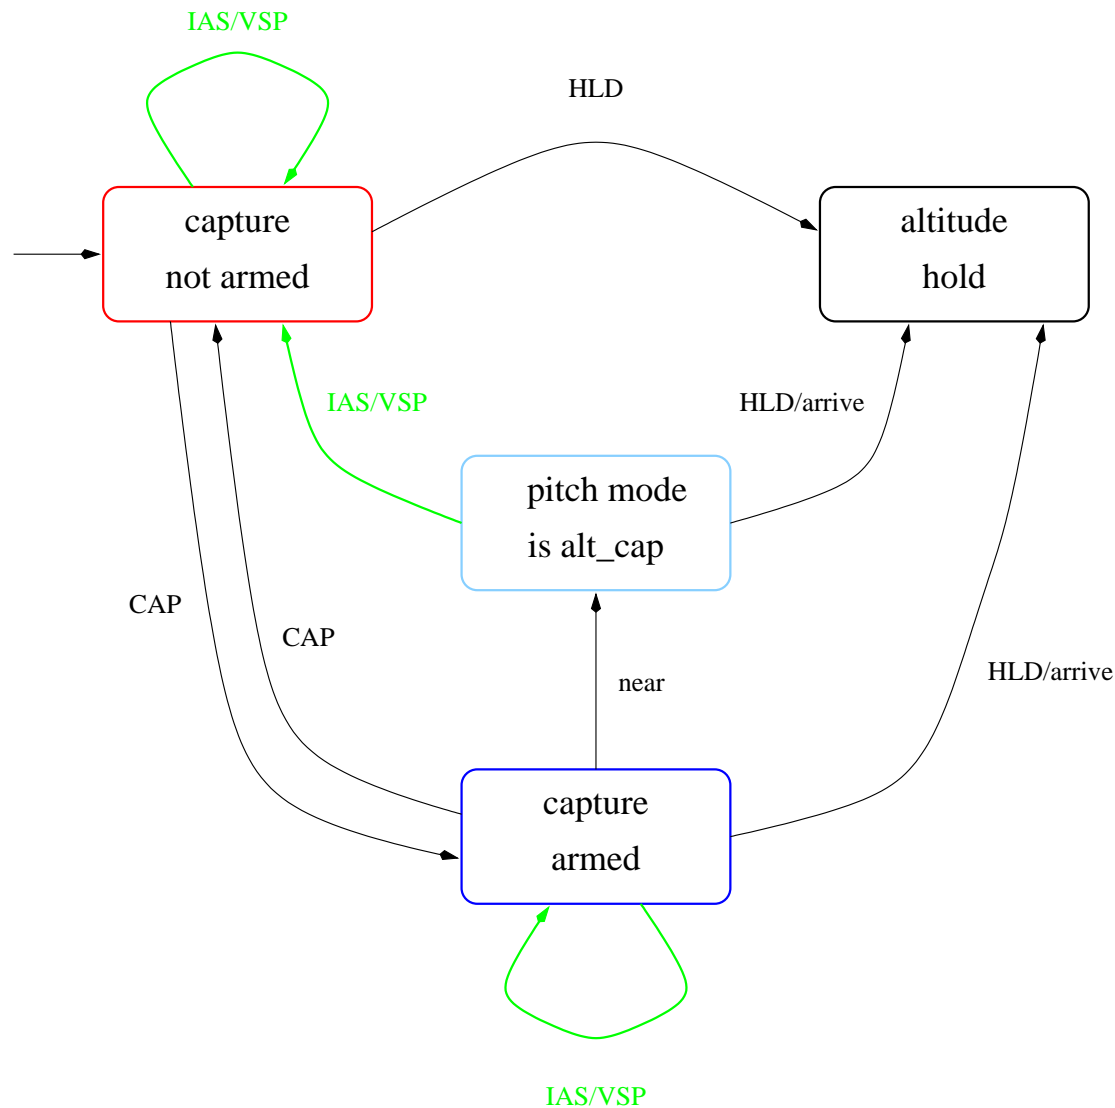 IAS/VSP
HLD
capture
not armed
altitude
hold
IAS/VSP
HLD/arrive
pitch mode
is alt_cap
CAP
CAP
near
HLD/arrive
capture
armed
IAS/VSP